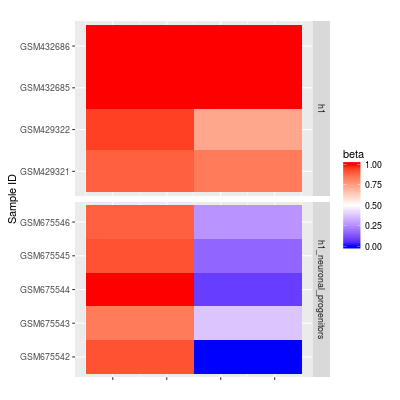 GSM432686
GSM432685
GSM429322
GSM429321
h1
Sample ID
GSM675546
GSM675545
GSM675544
GSM675543
GSM675542
h1_neuronal_progenitors
beta
1.00
0.75
0.50
0.25
0.00